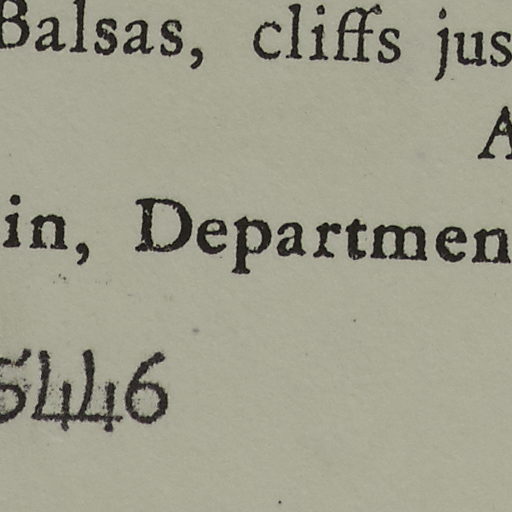 Balsas, cliffs jus
A
in, Departmen
5446